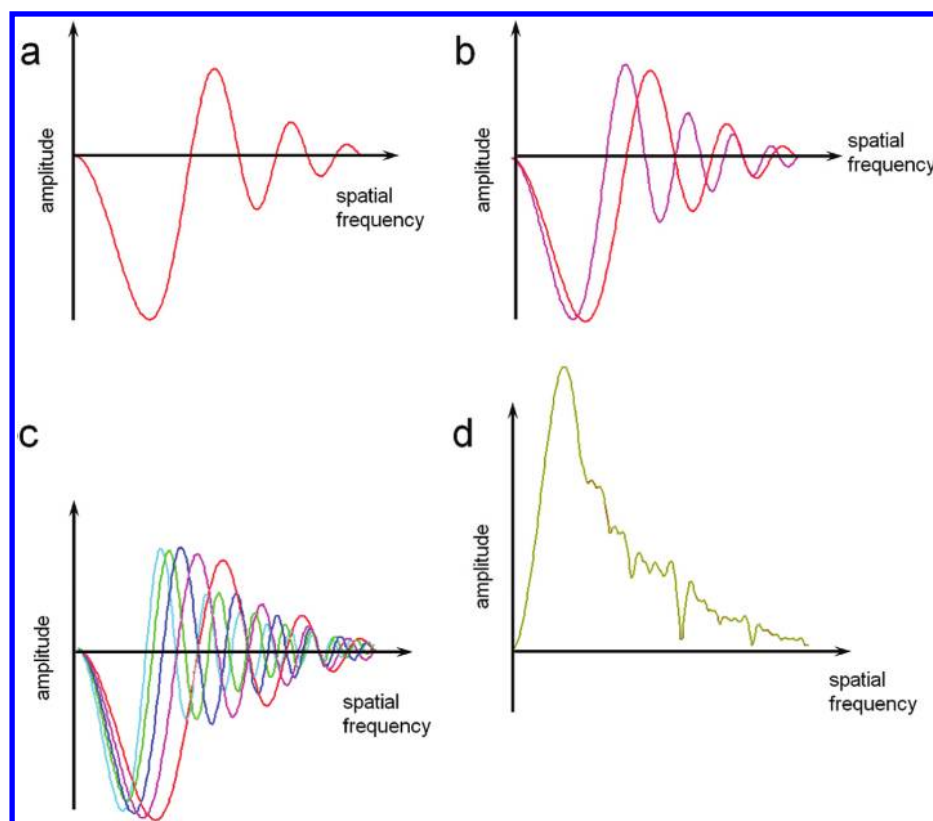 a
amplitude
spatial
frequency
b
amplitude
spatial
frequency
c
amplitude
spatial
frequency
d
amplitude
spatial
frequency